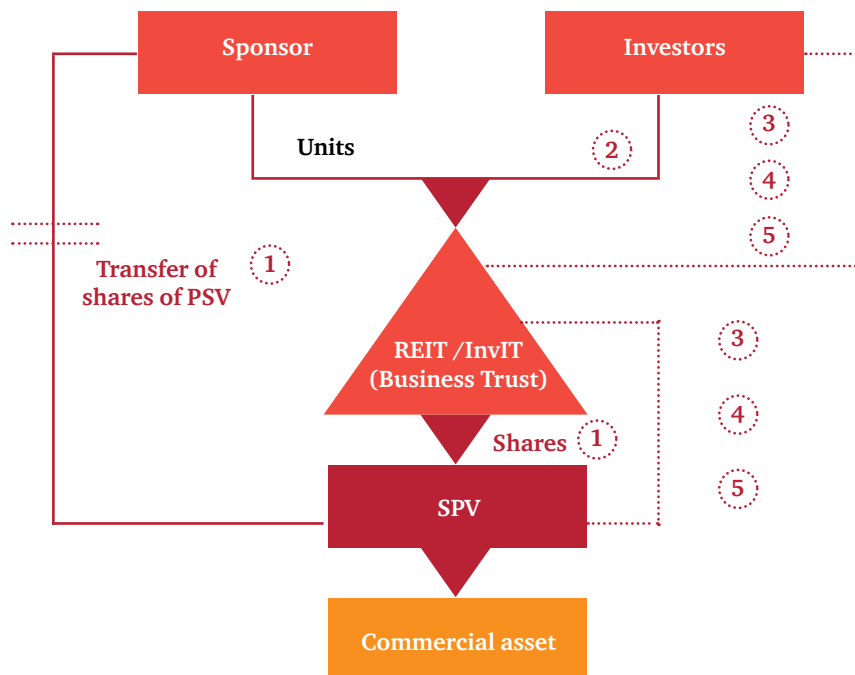 Sponsor
Investors
3
Units
2
4
5
1
Transfer of
shares of PSV
REIT /InvIT
(Business Trust)
3
4
Shares
1
5
SPV
Commercial asset